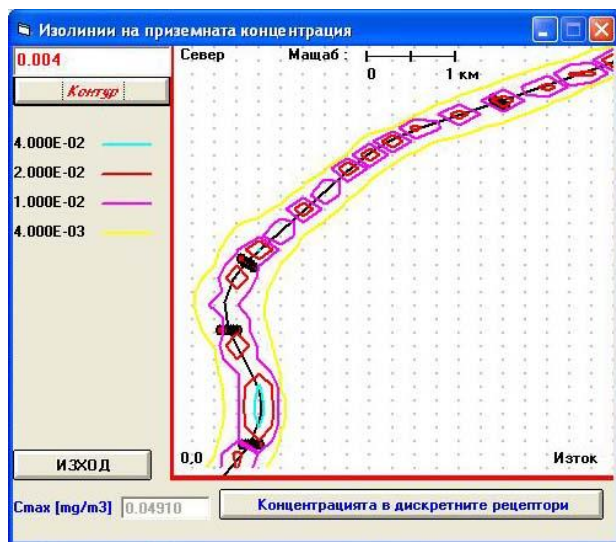 Изолинии на приземната концентрация
0.004
Контур
4.000E-02
2.000E-02
1.000E-02
4.000E-03
Север
Мащаб :
0 1 км
0,0
Изток
ИЗХОД
Cmax [mg/m3] 0.04910
Концентрацията в дискретните рецептори